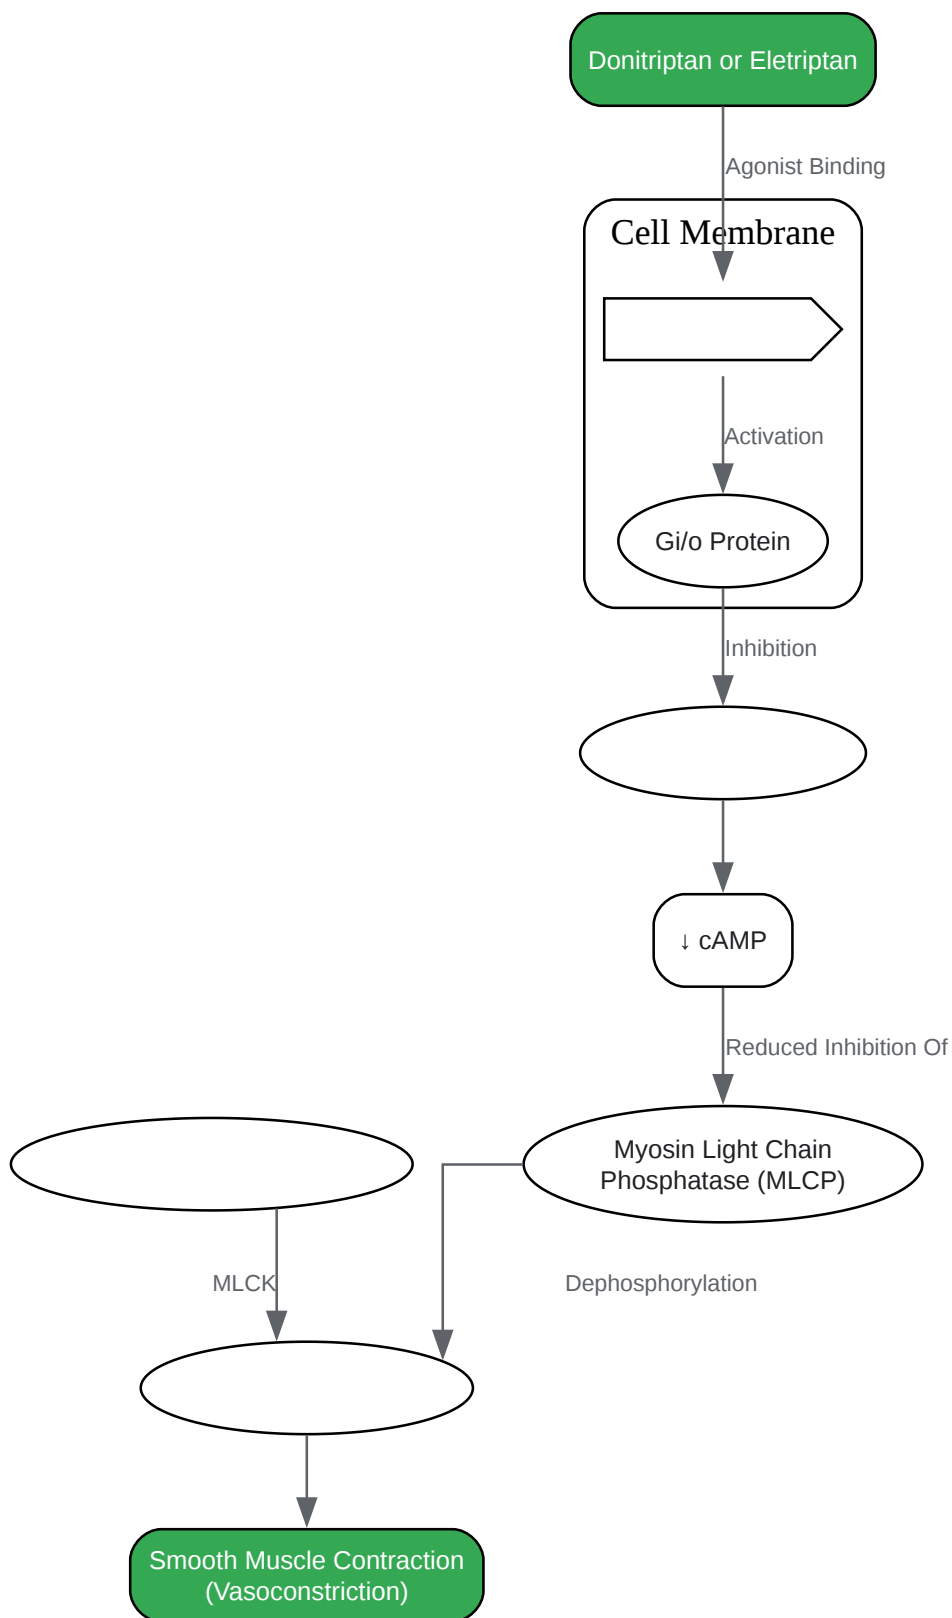 Donitriptan or Eletriptan
Agonist Binding
Cell Membrane
Activation
Gi/o Protein
Inhibition
↓ cAMP
Reduced Inhibition Of
Myosin Light Chain
Phosphatase (MLCP)
MLCK
Dephosphorylation
Smooth Muscle Contraction
(Vasoconstriction)